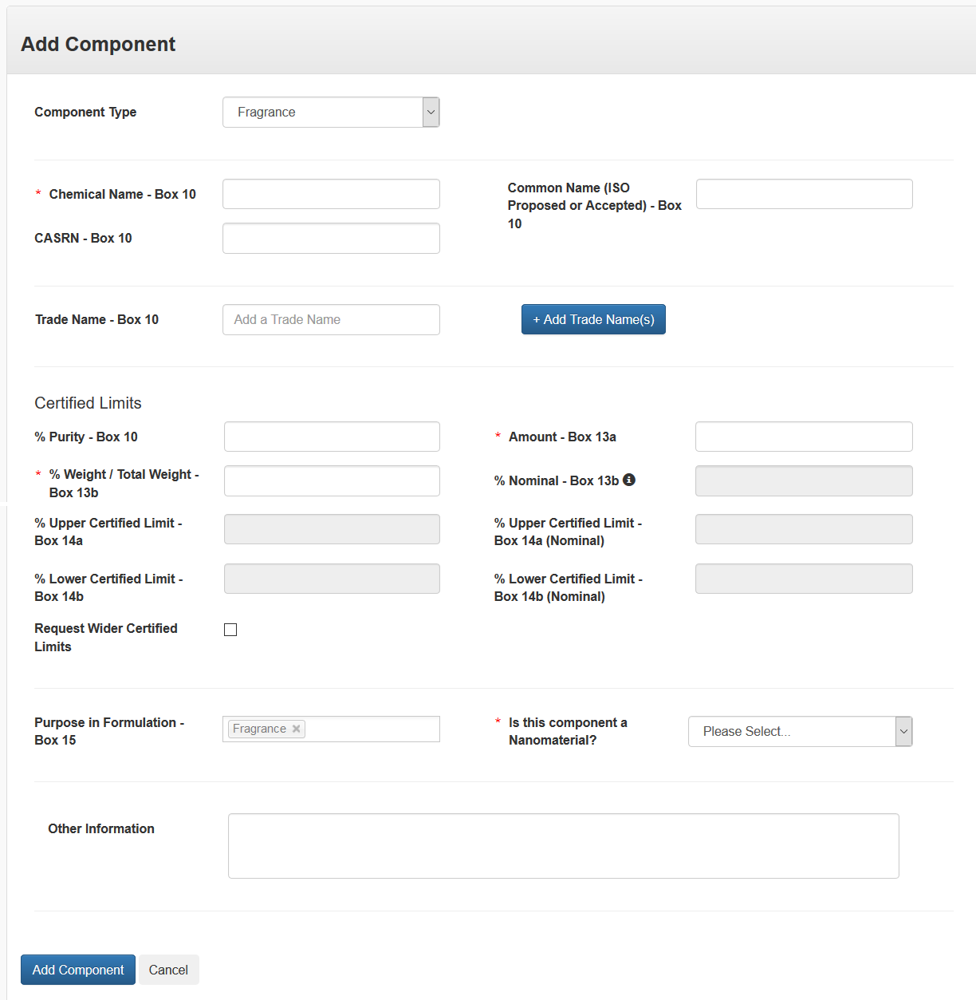 Add Component
Component Type
Fragrance
* Chemical Name - Box 10
Common Name (ISO
Proposed or Accepted) - Box
10
CASRN - Box 10
Trade Name - Box 10
Add a Trade Name
+ Add Trade Name(s)
Certified Limits
% Purity - Box 10
* Amount - Box 13a
* % Weight / Total Weight -
Box 13b
% Nominal - Box 13b
% Upper Certified Limit -
Box 14a
% Upper Certified Limit -
Box 14a (Nominal)
% Lower Certified Limit -
Box 14b
% Lower Certified Limit -
Box 14b (Nominal)
Request Wider Certified
Limits
Purpose in Formulation -
Box 15
Fragrance ×
* Is this component a
Nanomaterial?
Please Select...
Other Information
Add Component
Cancel